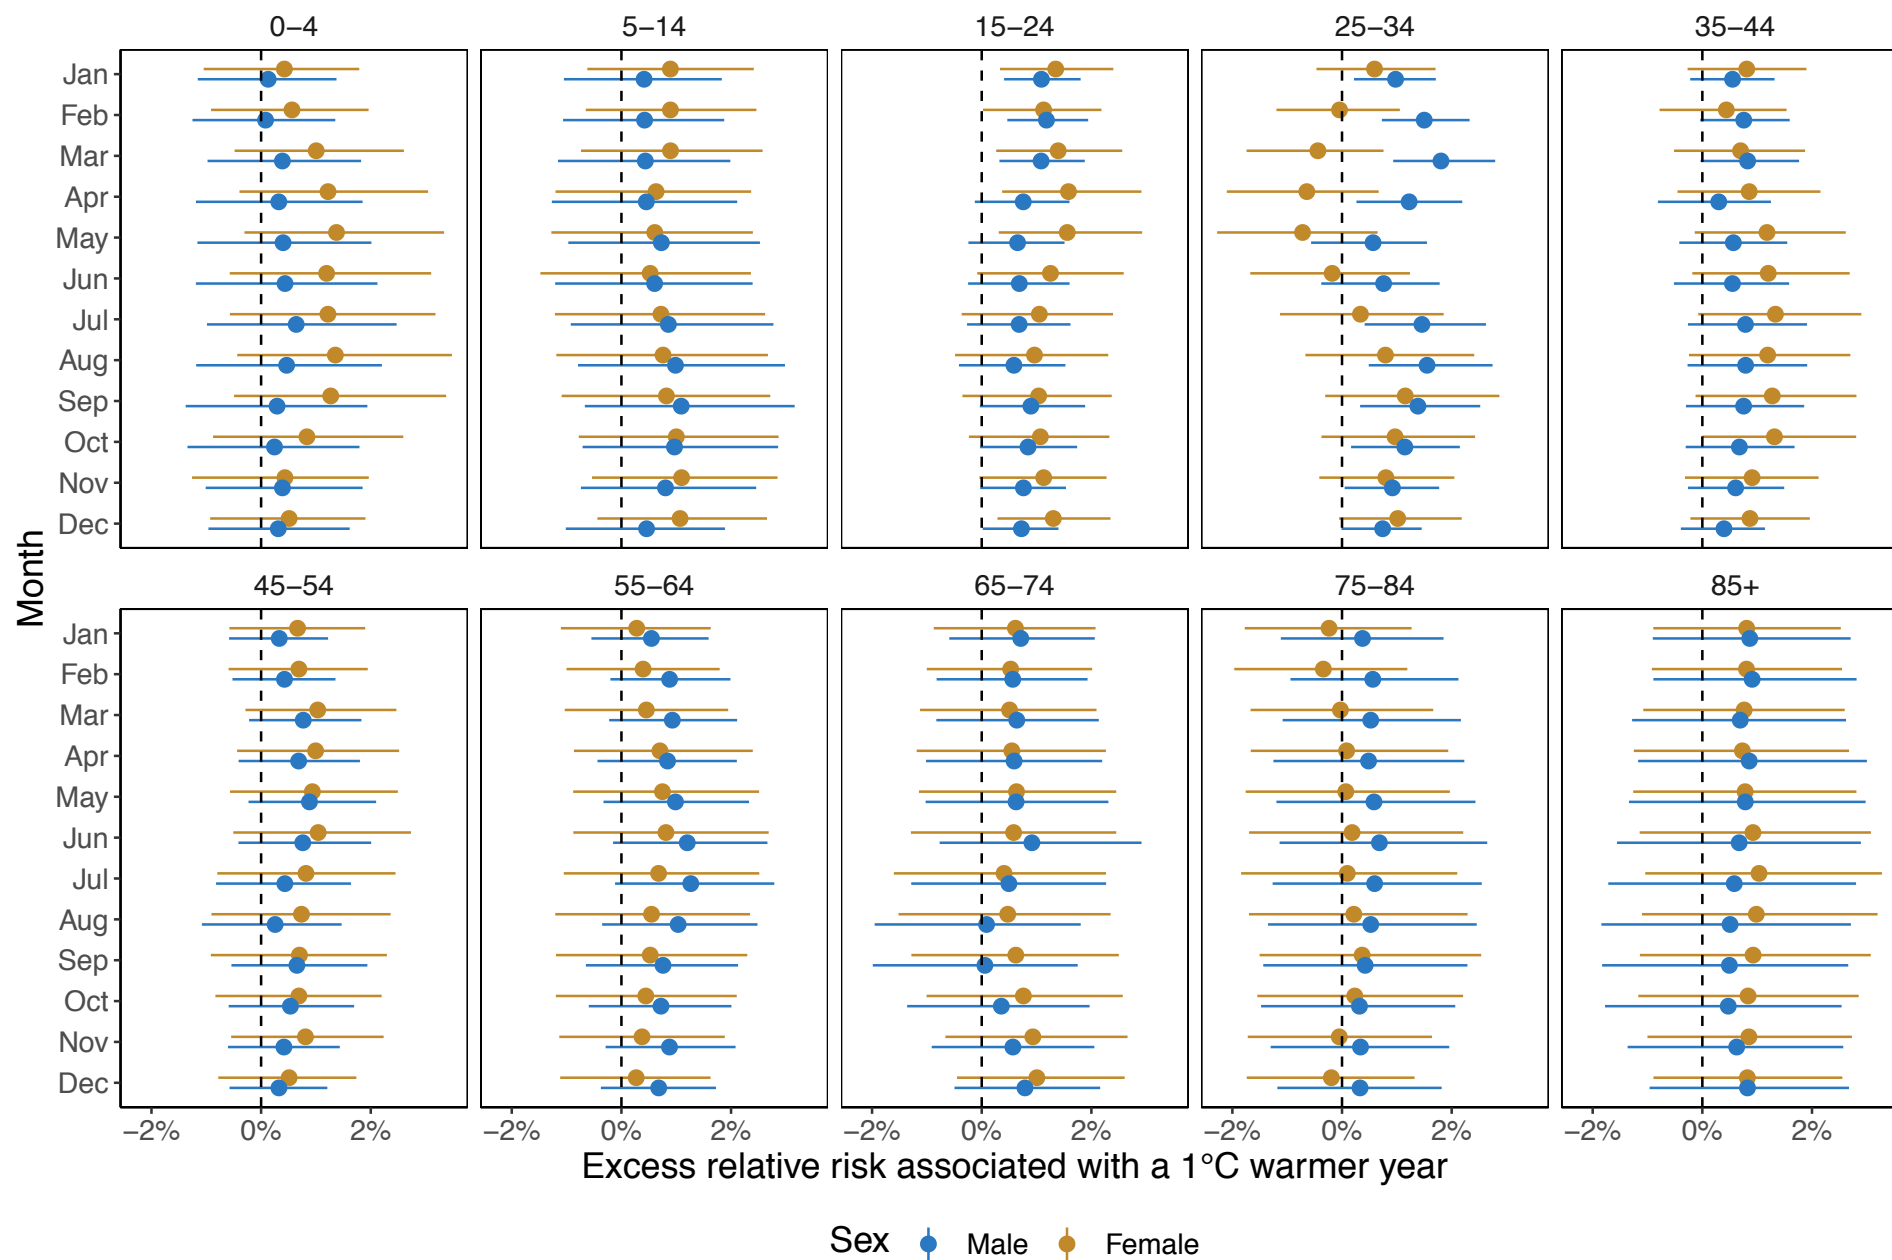 0–4 5–14 15–24 25–34 35–44
Jan
Feb
Mar
Apr
May
Jun
Jul
Aug
Sep
Oct
Nov
Dec
Month
45–54 55–64 65–74 75–84 85+
Jan
Feb
Mar
Apr
May
Jun
Jul
Aug
Sep
Oct
Nov
Dec
−2% 0% 2% −2% 0% 2% −2% 0% 2% −2% 0% 2% −2% 0% 2%
Excess relative risk associated with a 1°C warmer year
Sex Male Female